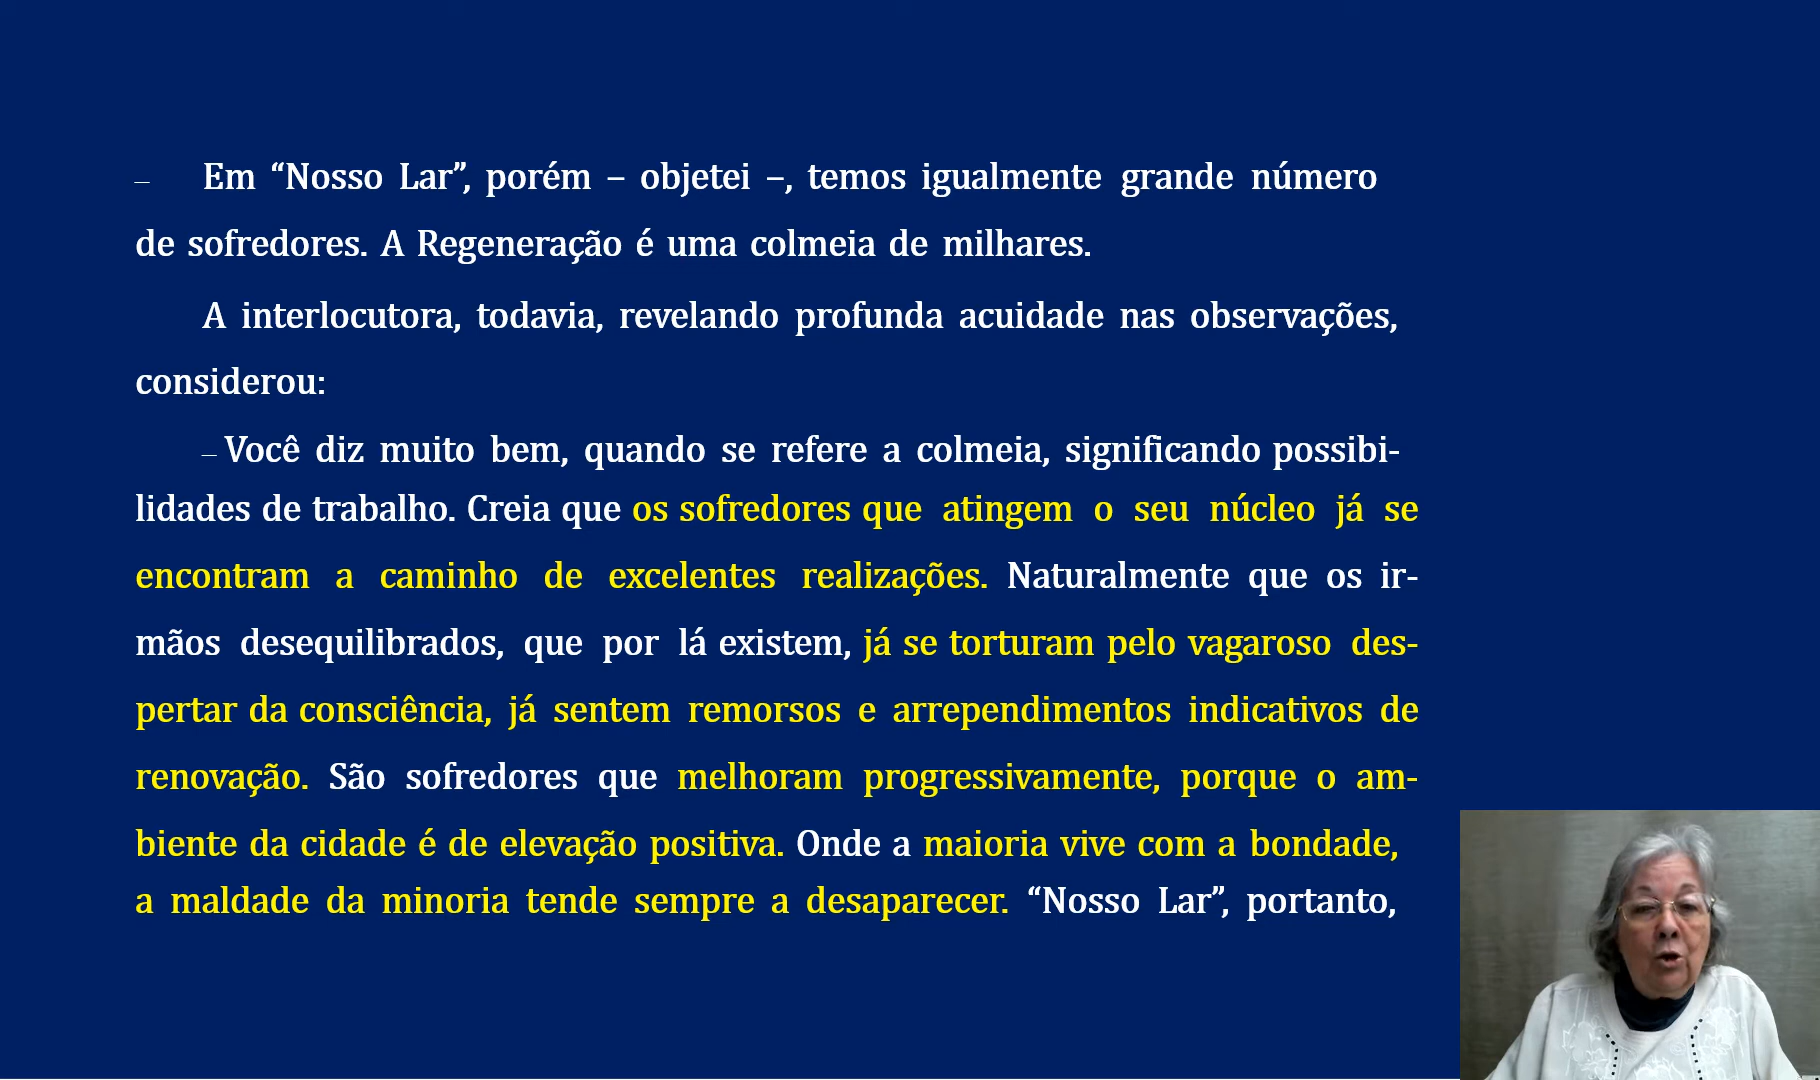 – Em “Nosso Lar”, porém – objetei –, temos igualmente grande número
de sofredores. A Regeneração é uma colmeia de milhares.
A interlocutora, todavia, revelando profunda acuidade nas observações,
considerou:
– Você diz muito bem, quando se refere a colmeia, significando possibi-
lidades de trabalho. Creia que os sofredores que atingem o seu núcleo já se
encontram a caminho de excelentes realizações. Naturalmente que os ir-
mãos desequilibrados, que por lá existem, já se torturam pelo vagaroso des-
pertar da consciência, já sentem remorsos e arrependimentos indicativos de
renovação. São sofredores que melhoram progressivamente, porque o am-
biente da cidade é de elevação positiva. Onde a maioria vive com a bondade,
a maldade da minoria tende sempre a desaparecer. “Nosso Lar”, portanto,